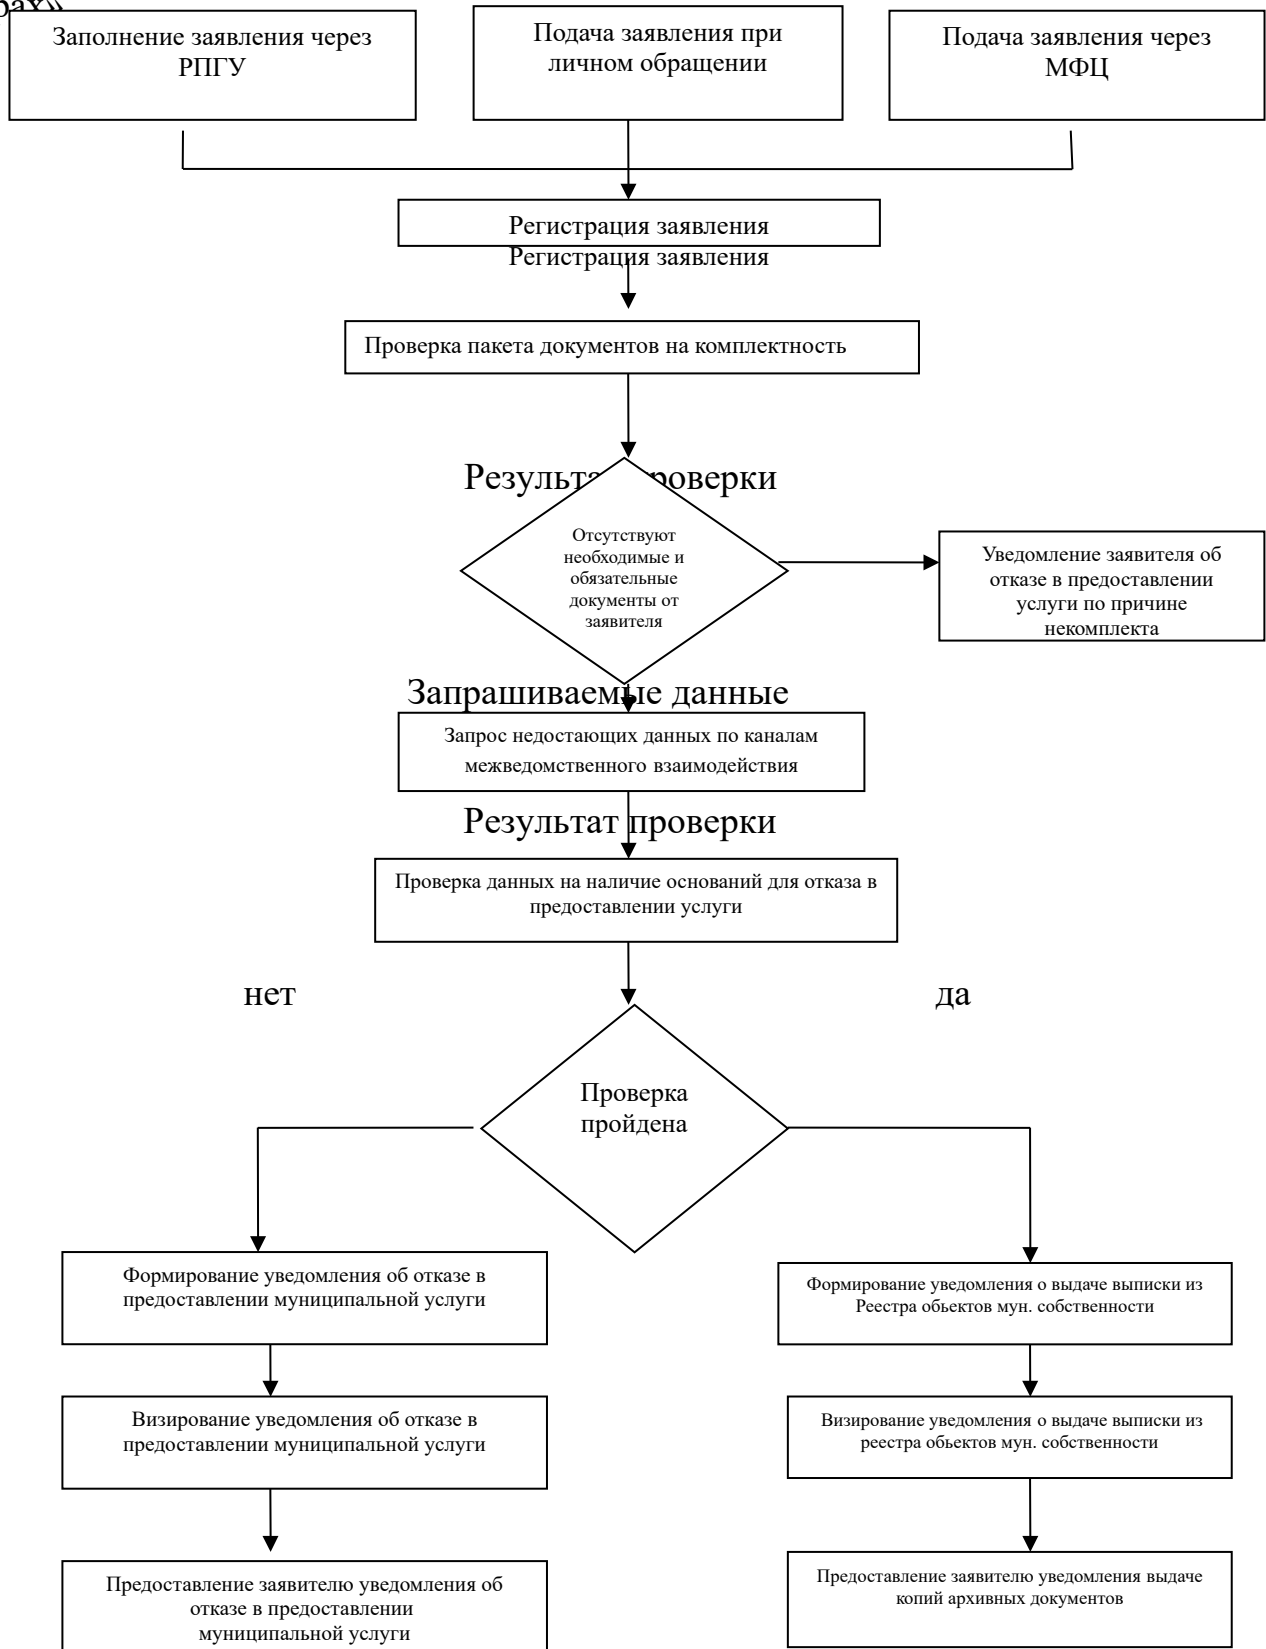 рах»
Заполнение заявления через
РПГУ
Подача заявления при
личном обращении
Подача заявления через
МФЦ
Регистрация заявления
Регистрация заявления
Проверка пакета документов на комплектность
Результат проверки
Отсутствуют
необходимые и
обязательные
документы от
заявителя
Уведомление заявителя об
отказе в предоставлении
услуги по причине
некомплекта
Запрашиваемые данные
Запрос недостающих данных по каналам
межведомственного взаимодействия
Результат проверки
Проверка данных на наличие оснований для отказа в
предоставлении услуги
нет
да
Проверка
пройдена
Формирование уведомления об отказе в
предоставлении муниципальной услуги
Формирование уведомления о выдаче выписки из
Реестра обьектов мун. собственности
Визирование уведомления об отказе в
предоставлении муниципальной услуги
Визирование уведомления о выдаче выписки из
реестра обьектов мун. собственности
Предоставление заявителю уведомления об
отказе в предоставлении
муниципальной услуги
Предоставление заявителю уведомления выдаче
копий архивных документов